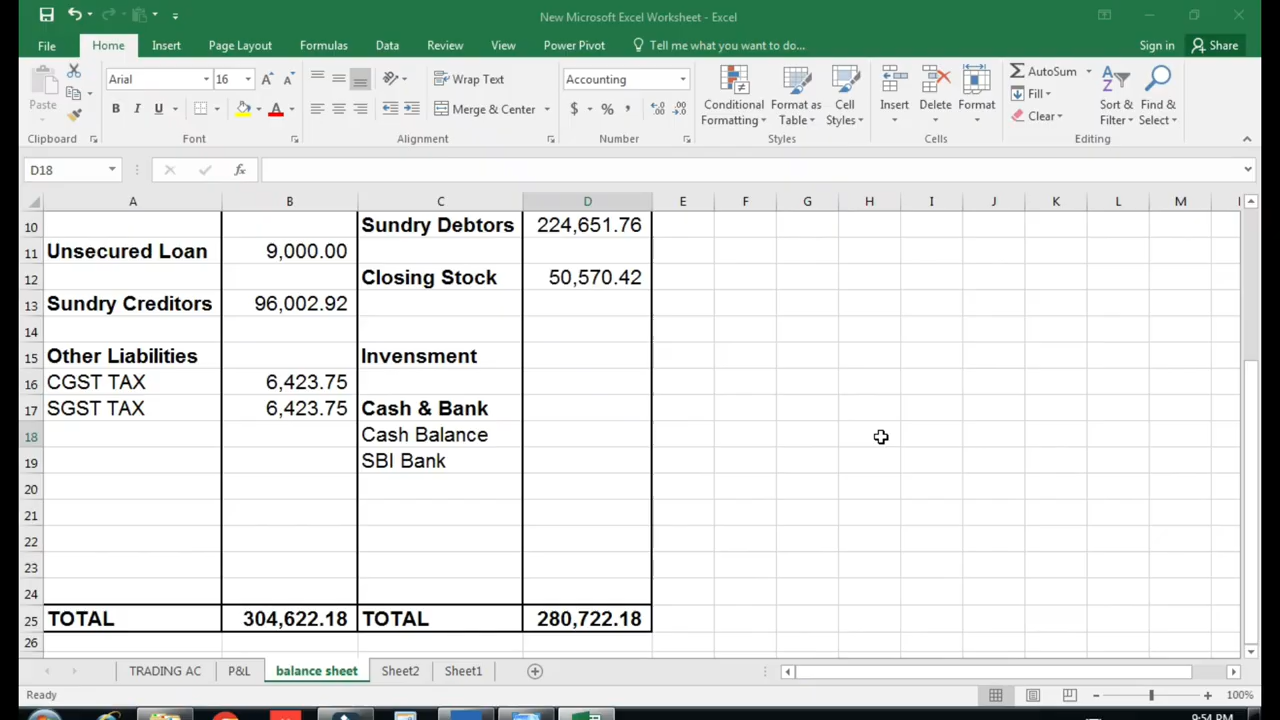 New Microsoft Excel Worksheet - Excel
File Home Insert Page Layout Formulas Data Review View Power Pivot Tell me what you want to do... Sign in Share
Paste
Clipboard
Arial 16
B I U
Font
Wrap Text
Merge & Center
Alignment
Accounting
$ % ,
Number
Conditional Formatting
Format as Table
Cell Styles
Styles
Insert Delete Format
Cells
AutoSum
Fill
Clear
Sort & Filter
Find & Select
Editing
D18 fx
A B C D E F G H I J K L M
10 Sundry Debtors 224,651.76
11 Unsecured Loan 9,000.00
12 Closing Stock 50,570.42
13 Sundry Creditors 96,002.92
14
15 Other Liabilities Invensment
16 CGST TAX 6,423.75
17 SGST TAX 6,423.75 Cash & Bank
18 Cash Balance
19 SBI Bank
20
21
22
23
24
25 TOTAL 304,622.18 TOTAL 280,722.18
26
TRADING AC P&L balance sheet Sheet2 Sheet1
Ready 100%
9:54 PM